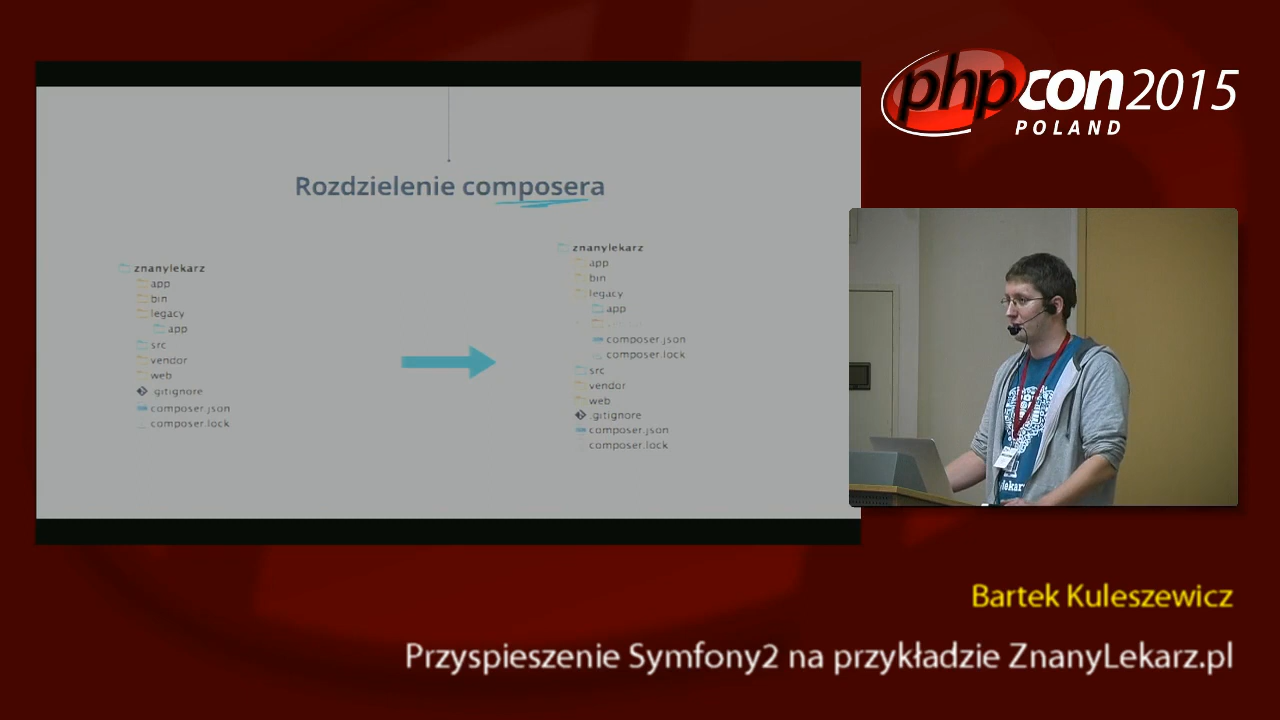 phpcon2015
POLAND
Rozdzielenie composera
znanylekarz
app
bin
legacy
app
src
vendor
web
.gitignore
composer.json
composer.lock
znanylekarz
app
bin
legacy
app
composer.json
composer.lock
src
vendor
web
.gitignore
composer.json
composer.lock
lekarz
Bartek Kuleszewicz
Przyspieszenie Symfony2 na przykładzie ZnanyLekarz.pl